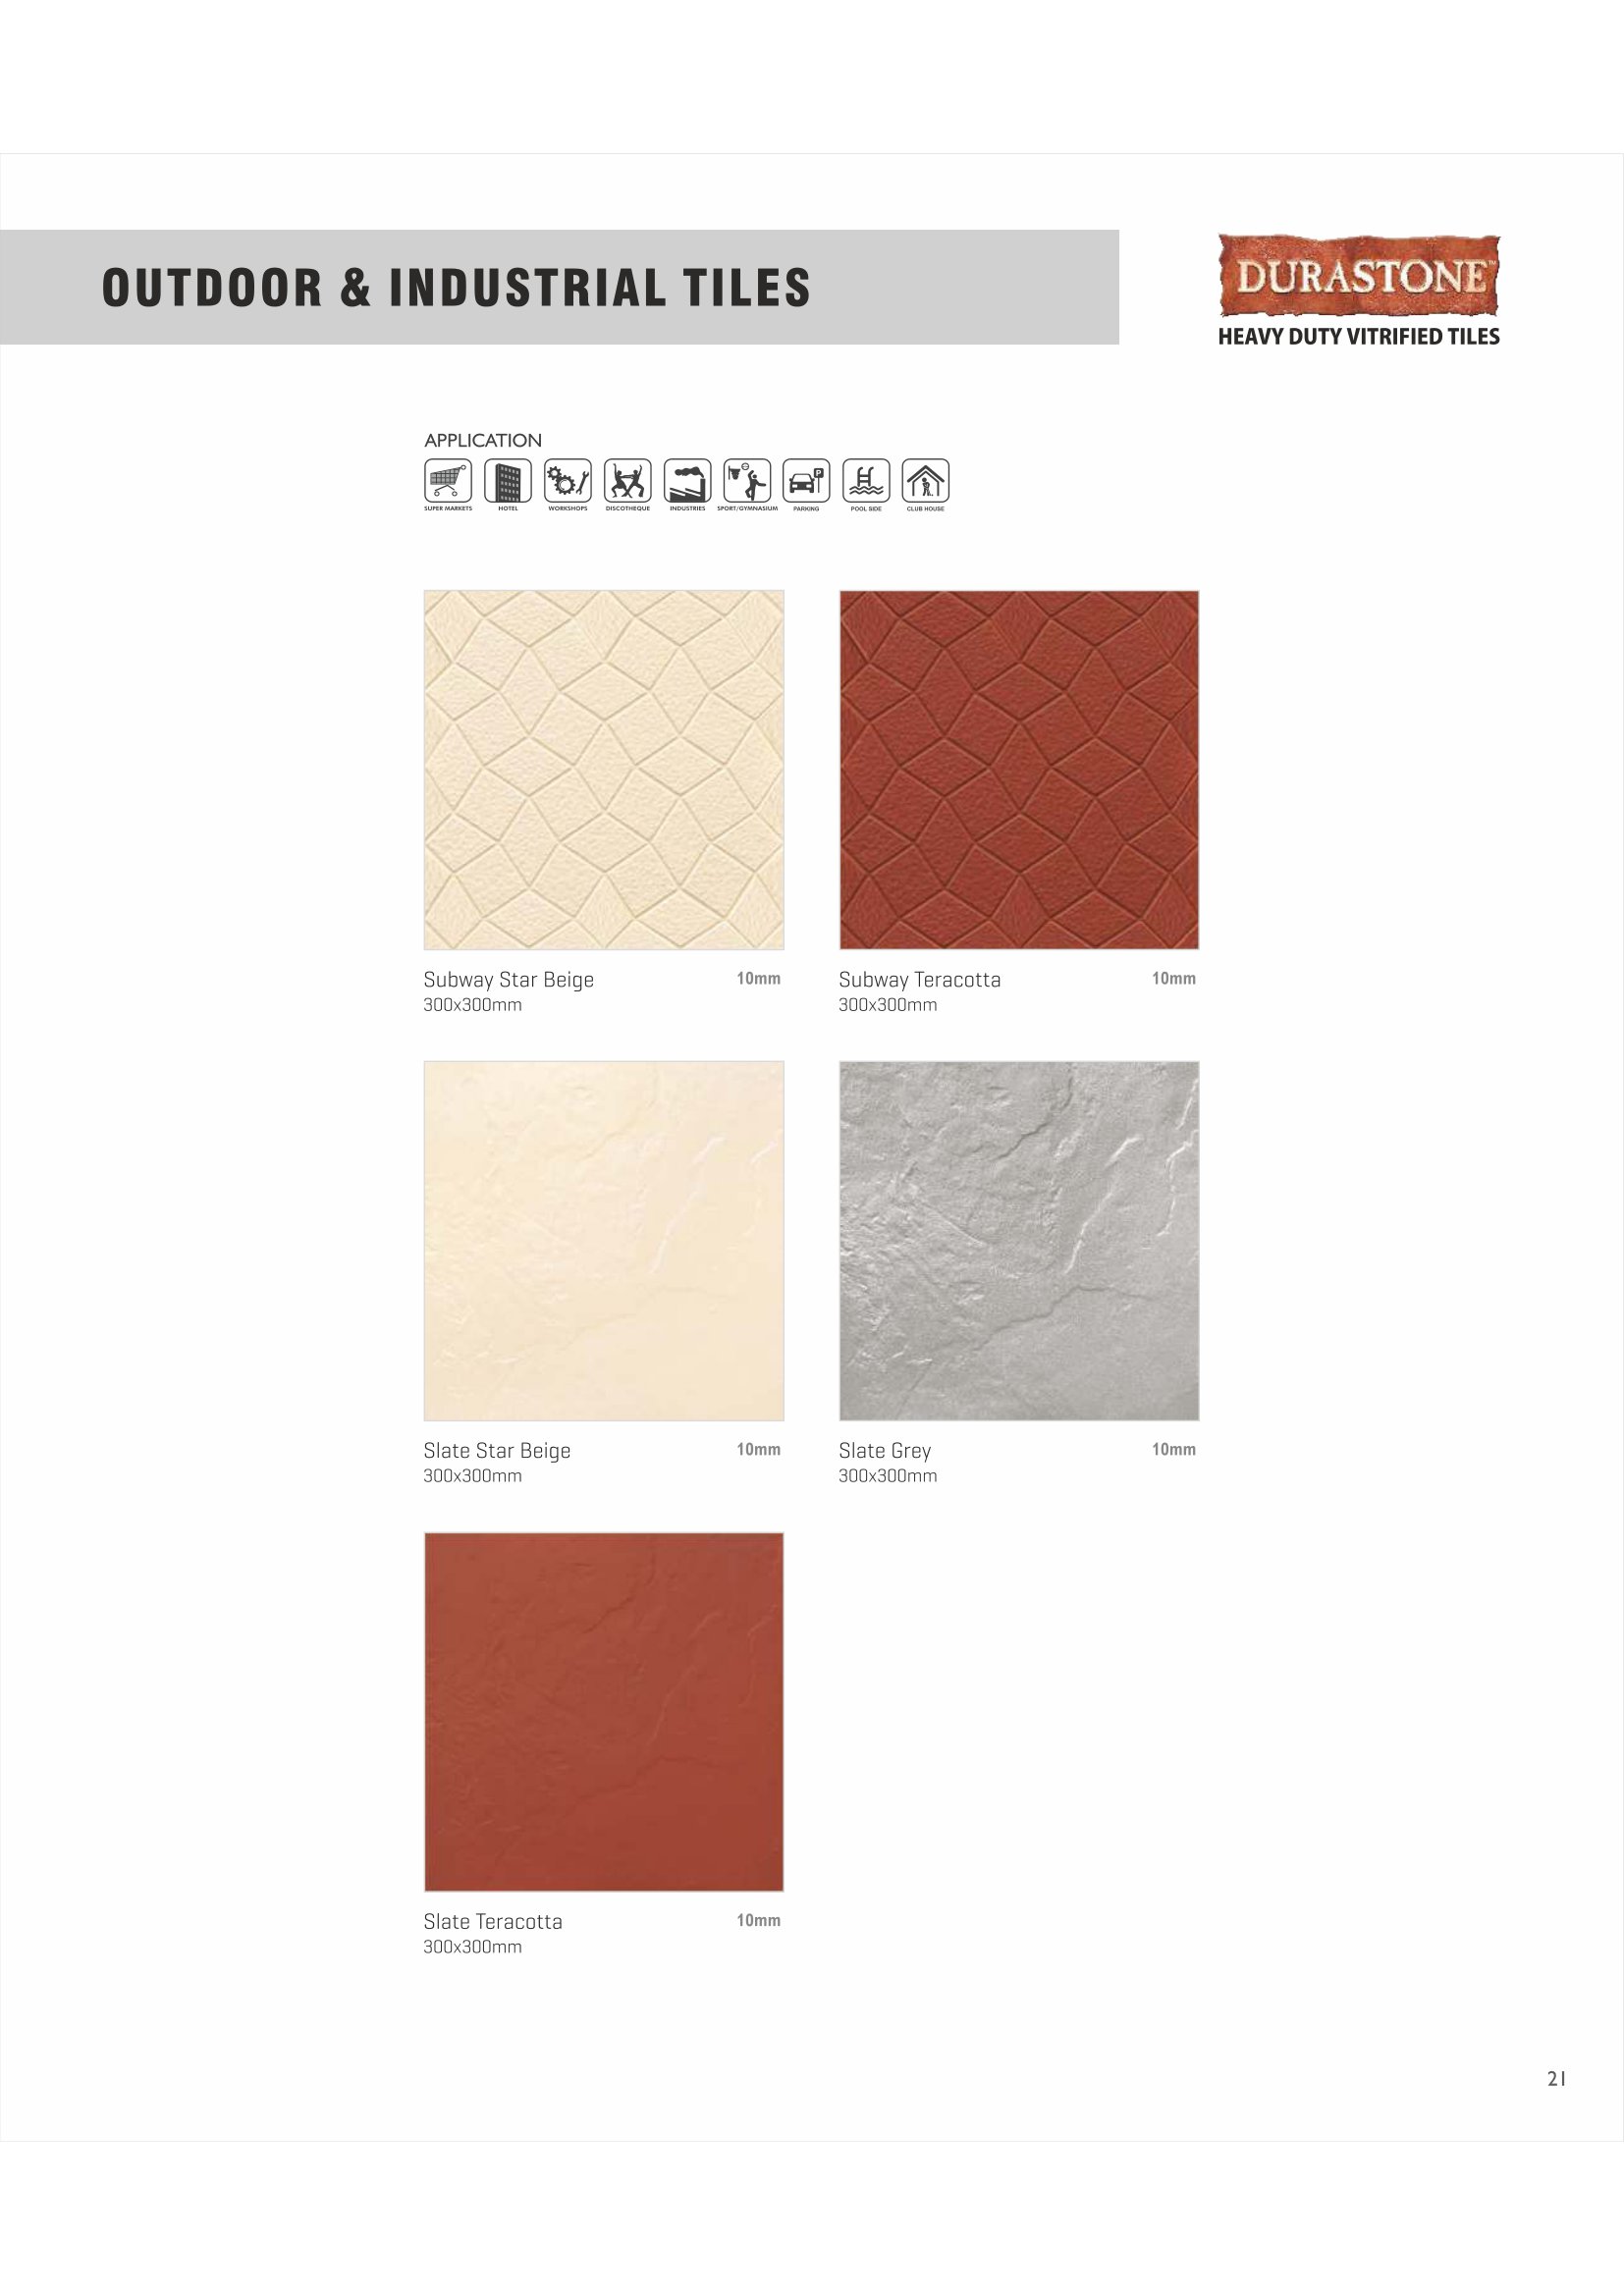 OUTDOOR & INDUSTRIAL TILES
DURASTONE™
HEAVY DUTY VITRIFIED TILES
APPLICATION
SUPER MARKETS HOTEL WORKSHOPS DISCOTHEQUE INDUSTRIES SPORT/GYMNASIUM PARKING POOL SIDE CLUB HOUSE
P
Subway Star Beige 10mm
300x300mm
Subway Teracotta 10mm
300x300mm
Slate Star Beige 10mm
300x300mm
Slate Grey 10mm
300x300mm
Slate Teracotta 10mm
300x300mm
21